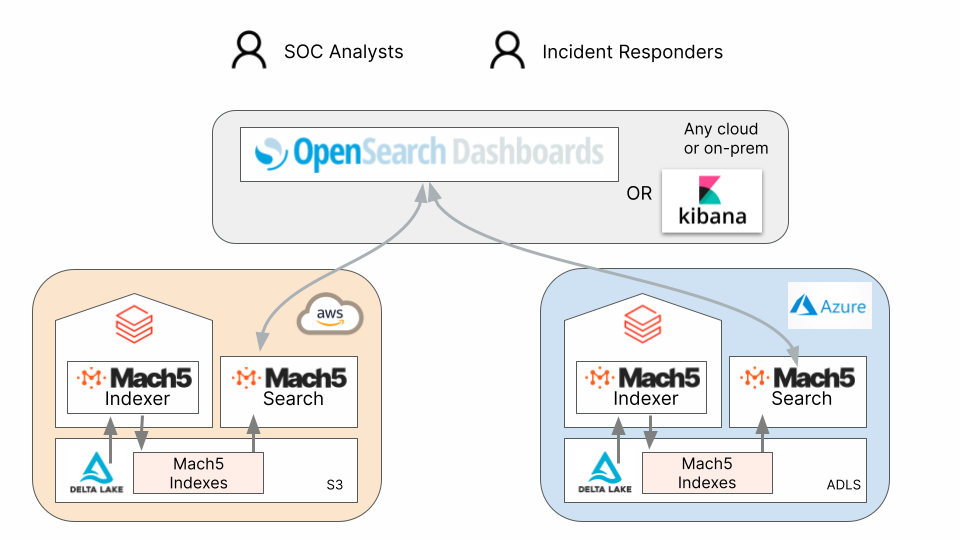 SOC Analysts
Incident Responders
OpenSearch Dashboards
Any cloud
or on-prem
OR
kibana
aws
Azure
Mach5
Indexer
Mach5
Search
DELTA LAKE
Mach5
Indexes
S3
Mach5
Indexer
Mach5
Search
DELTA LAKE
Mach5
Indexes
ADLS